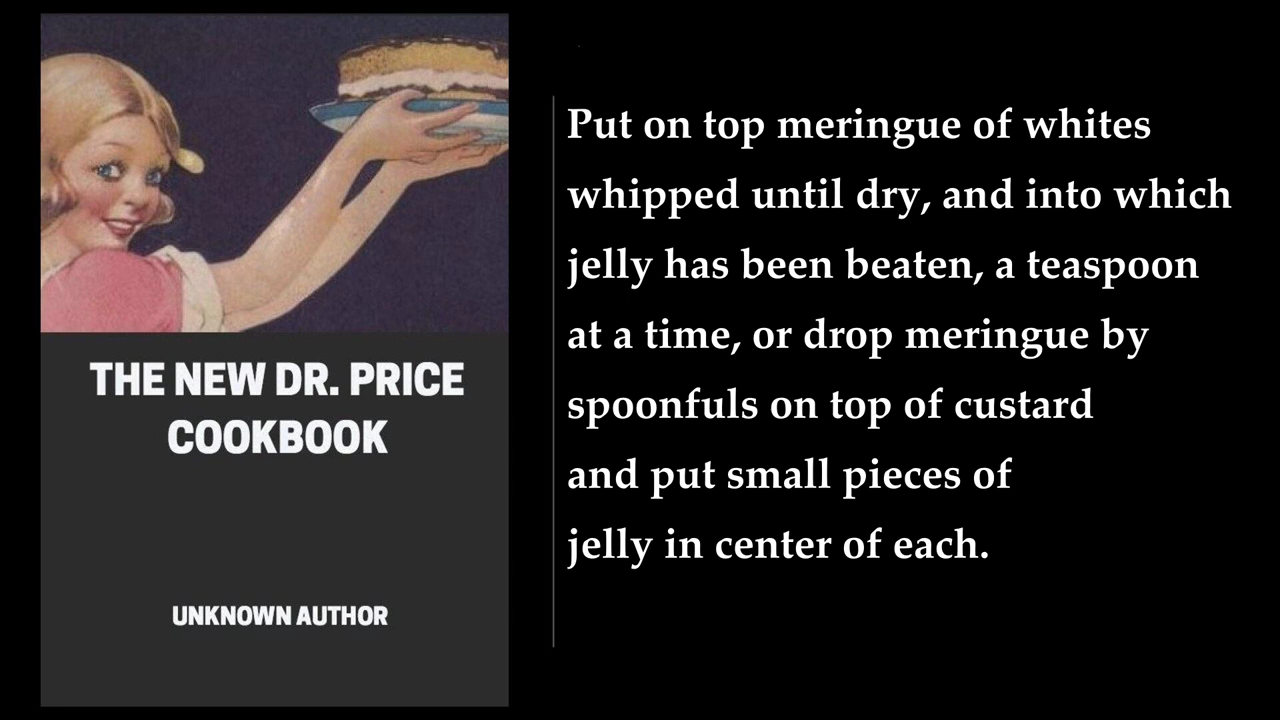 THE NEW DR. PRICE
COOKBOOK
UNKNOWN AUTHOR
Put on top meringue of whites
whipped until dry, and into which
jelly has been beaten, a teaspoon
at a time, or drop meringue by
spoonfuls on top of custard
and put small pieces of
jelly in center of each.